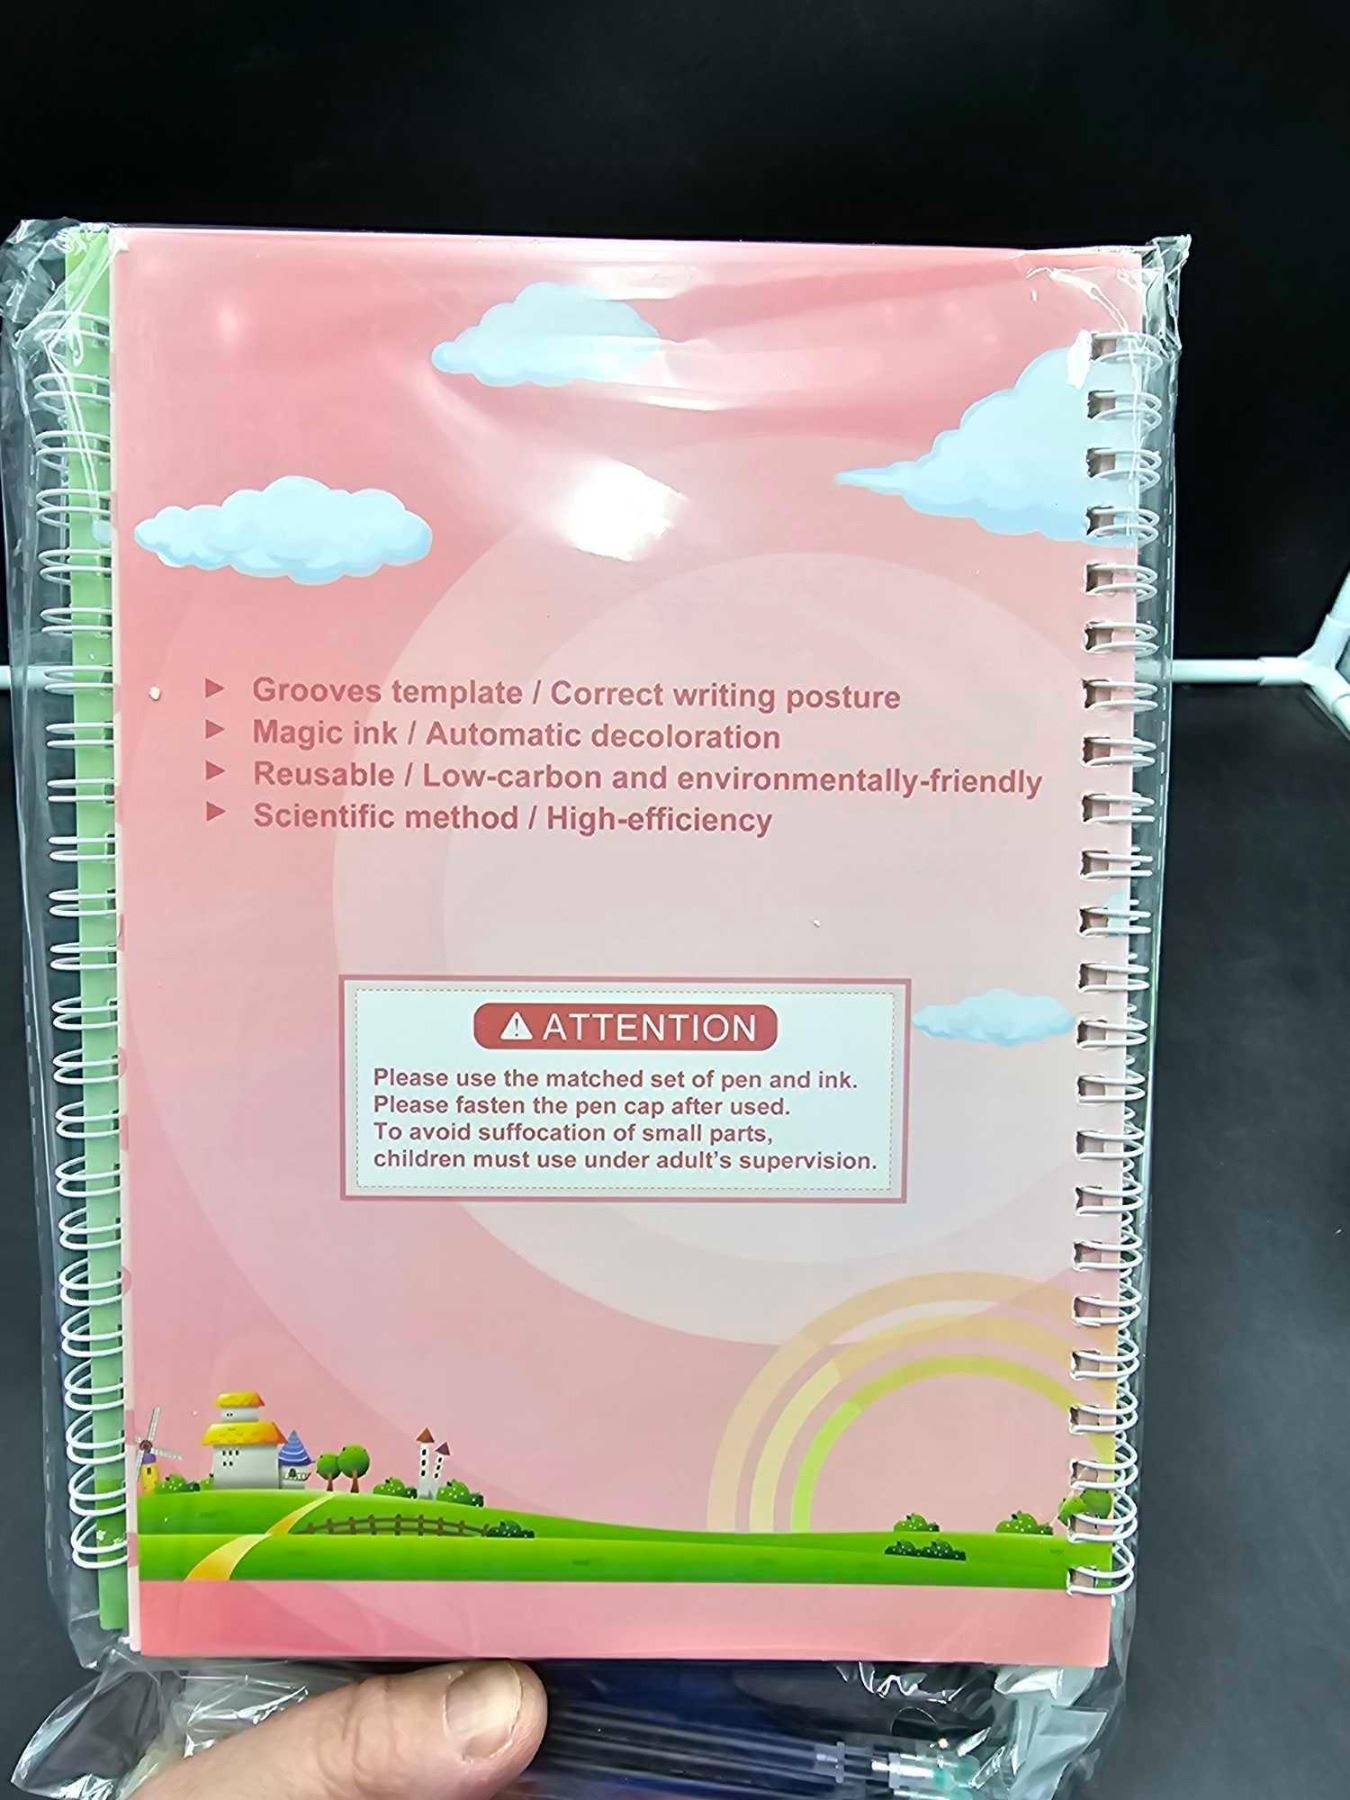 ► Grooves template / Correct writing posture
► Magic ink / Automatic decoloration
► Reusable / Low-carbon and environmentally-friendly
► Scientific method / High-efficiency
⚠ ATTENTION
Please use the matched set of pen and ink.
Please fasten the pen cap after used.
To avoid suffocation of small parts,
children must use under adult's supervision.